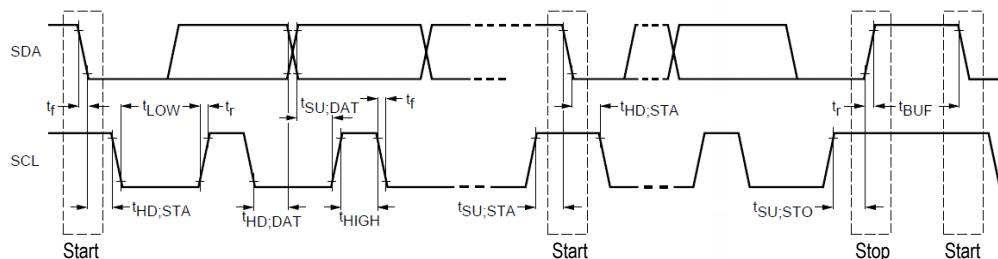 SDA
tf tLOW tr tSU;DAT tf tHD;STA tr tBUF
SCL
tHD;STA tHD;DAT tHIGH tSU;STA tSU;STO
Start Start Stop Start